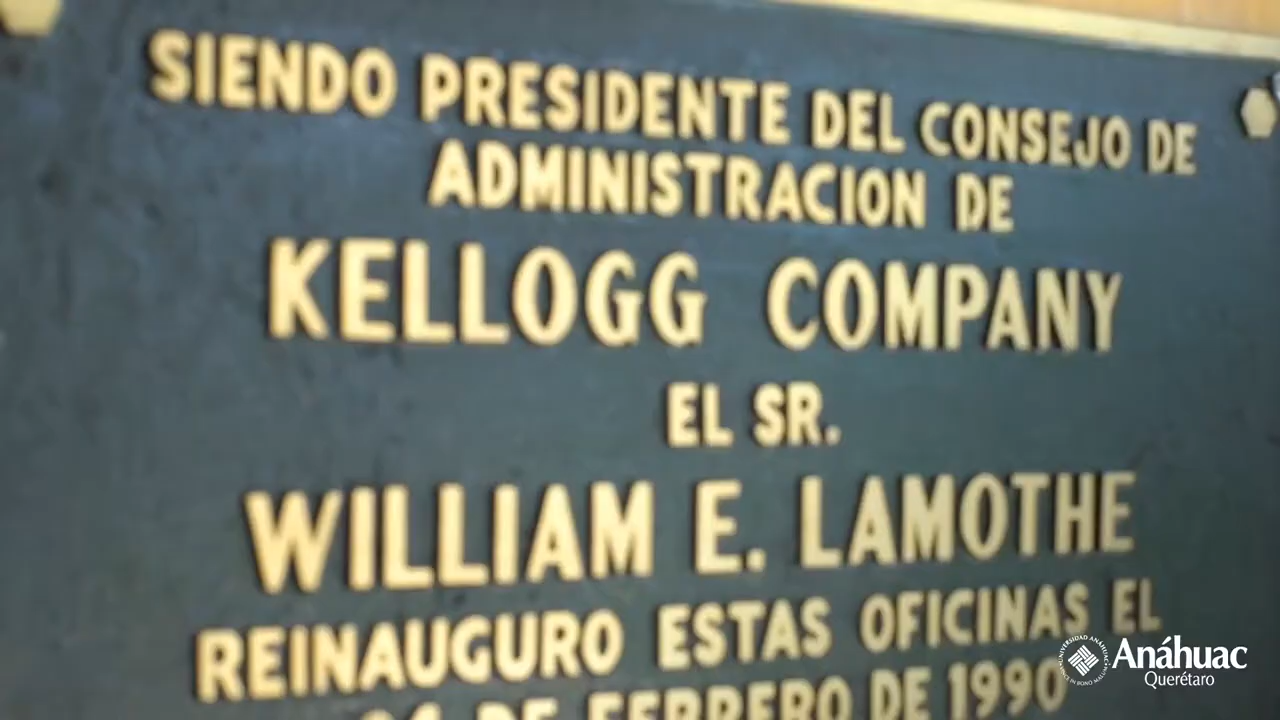 SIENDO PRESIDENTE DEL CONSEJO DE
ADMINISTRACION DE
KELLOGG COMPANY
EL SR.
WILLIAM E. LAMOTHE
REINAUGURO ESTAS OFICINAS EL
DE FEBRERO DE 1990
Anáhuac
Querétaro